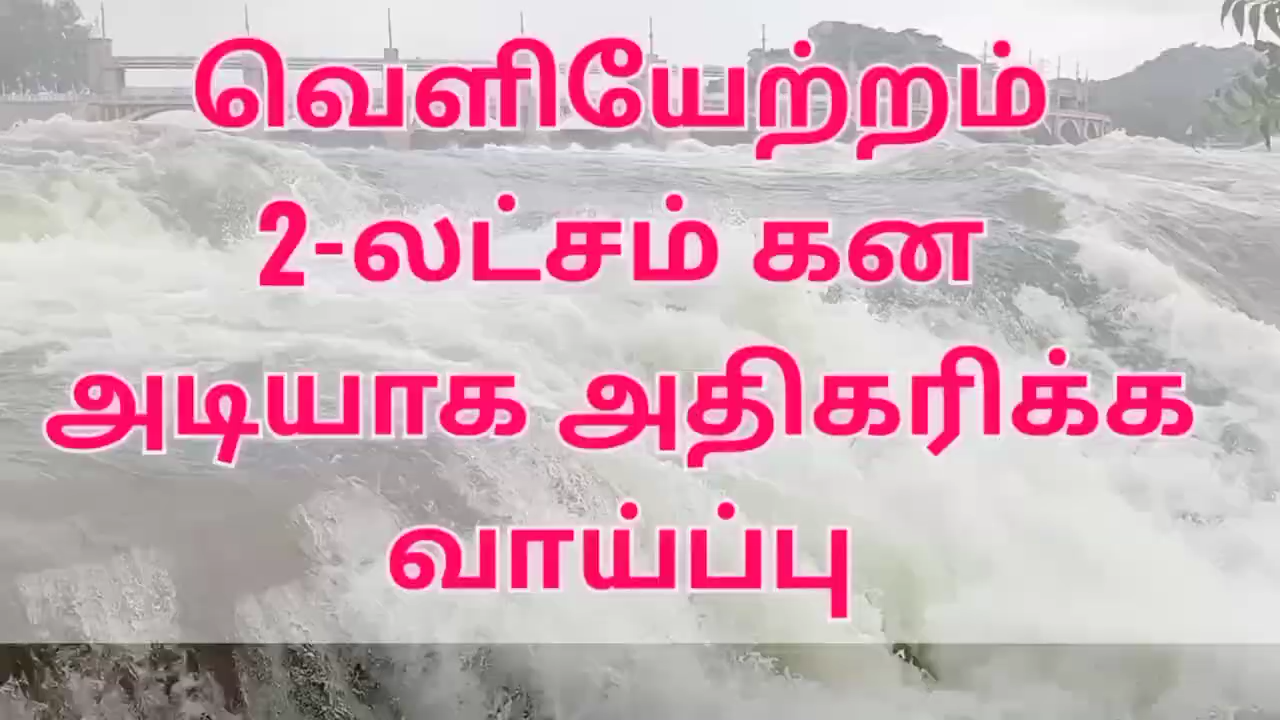 வெளியேற்றம்
2-லட்சம் கன
அடியாக அதிகரிக்க
வாய்ப்பு